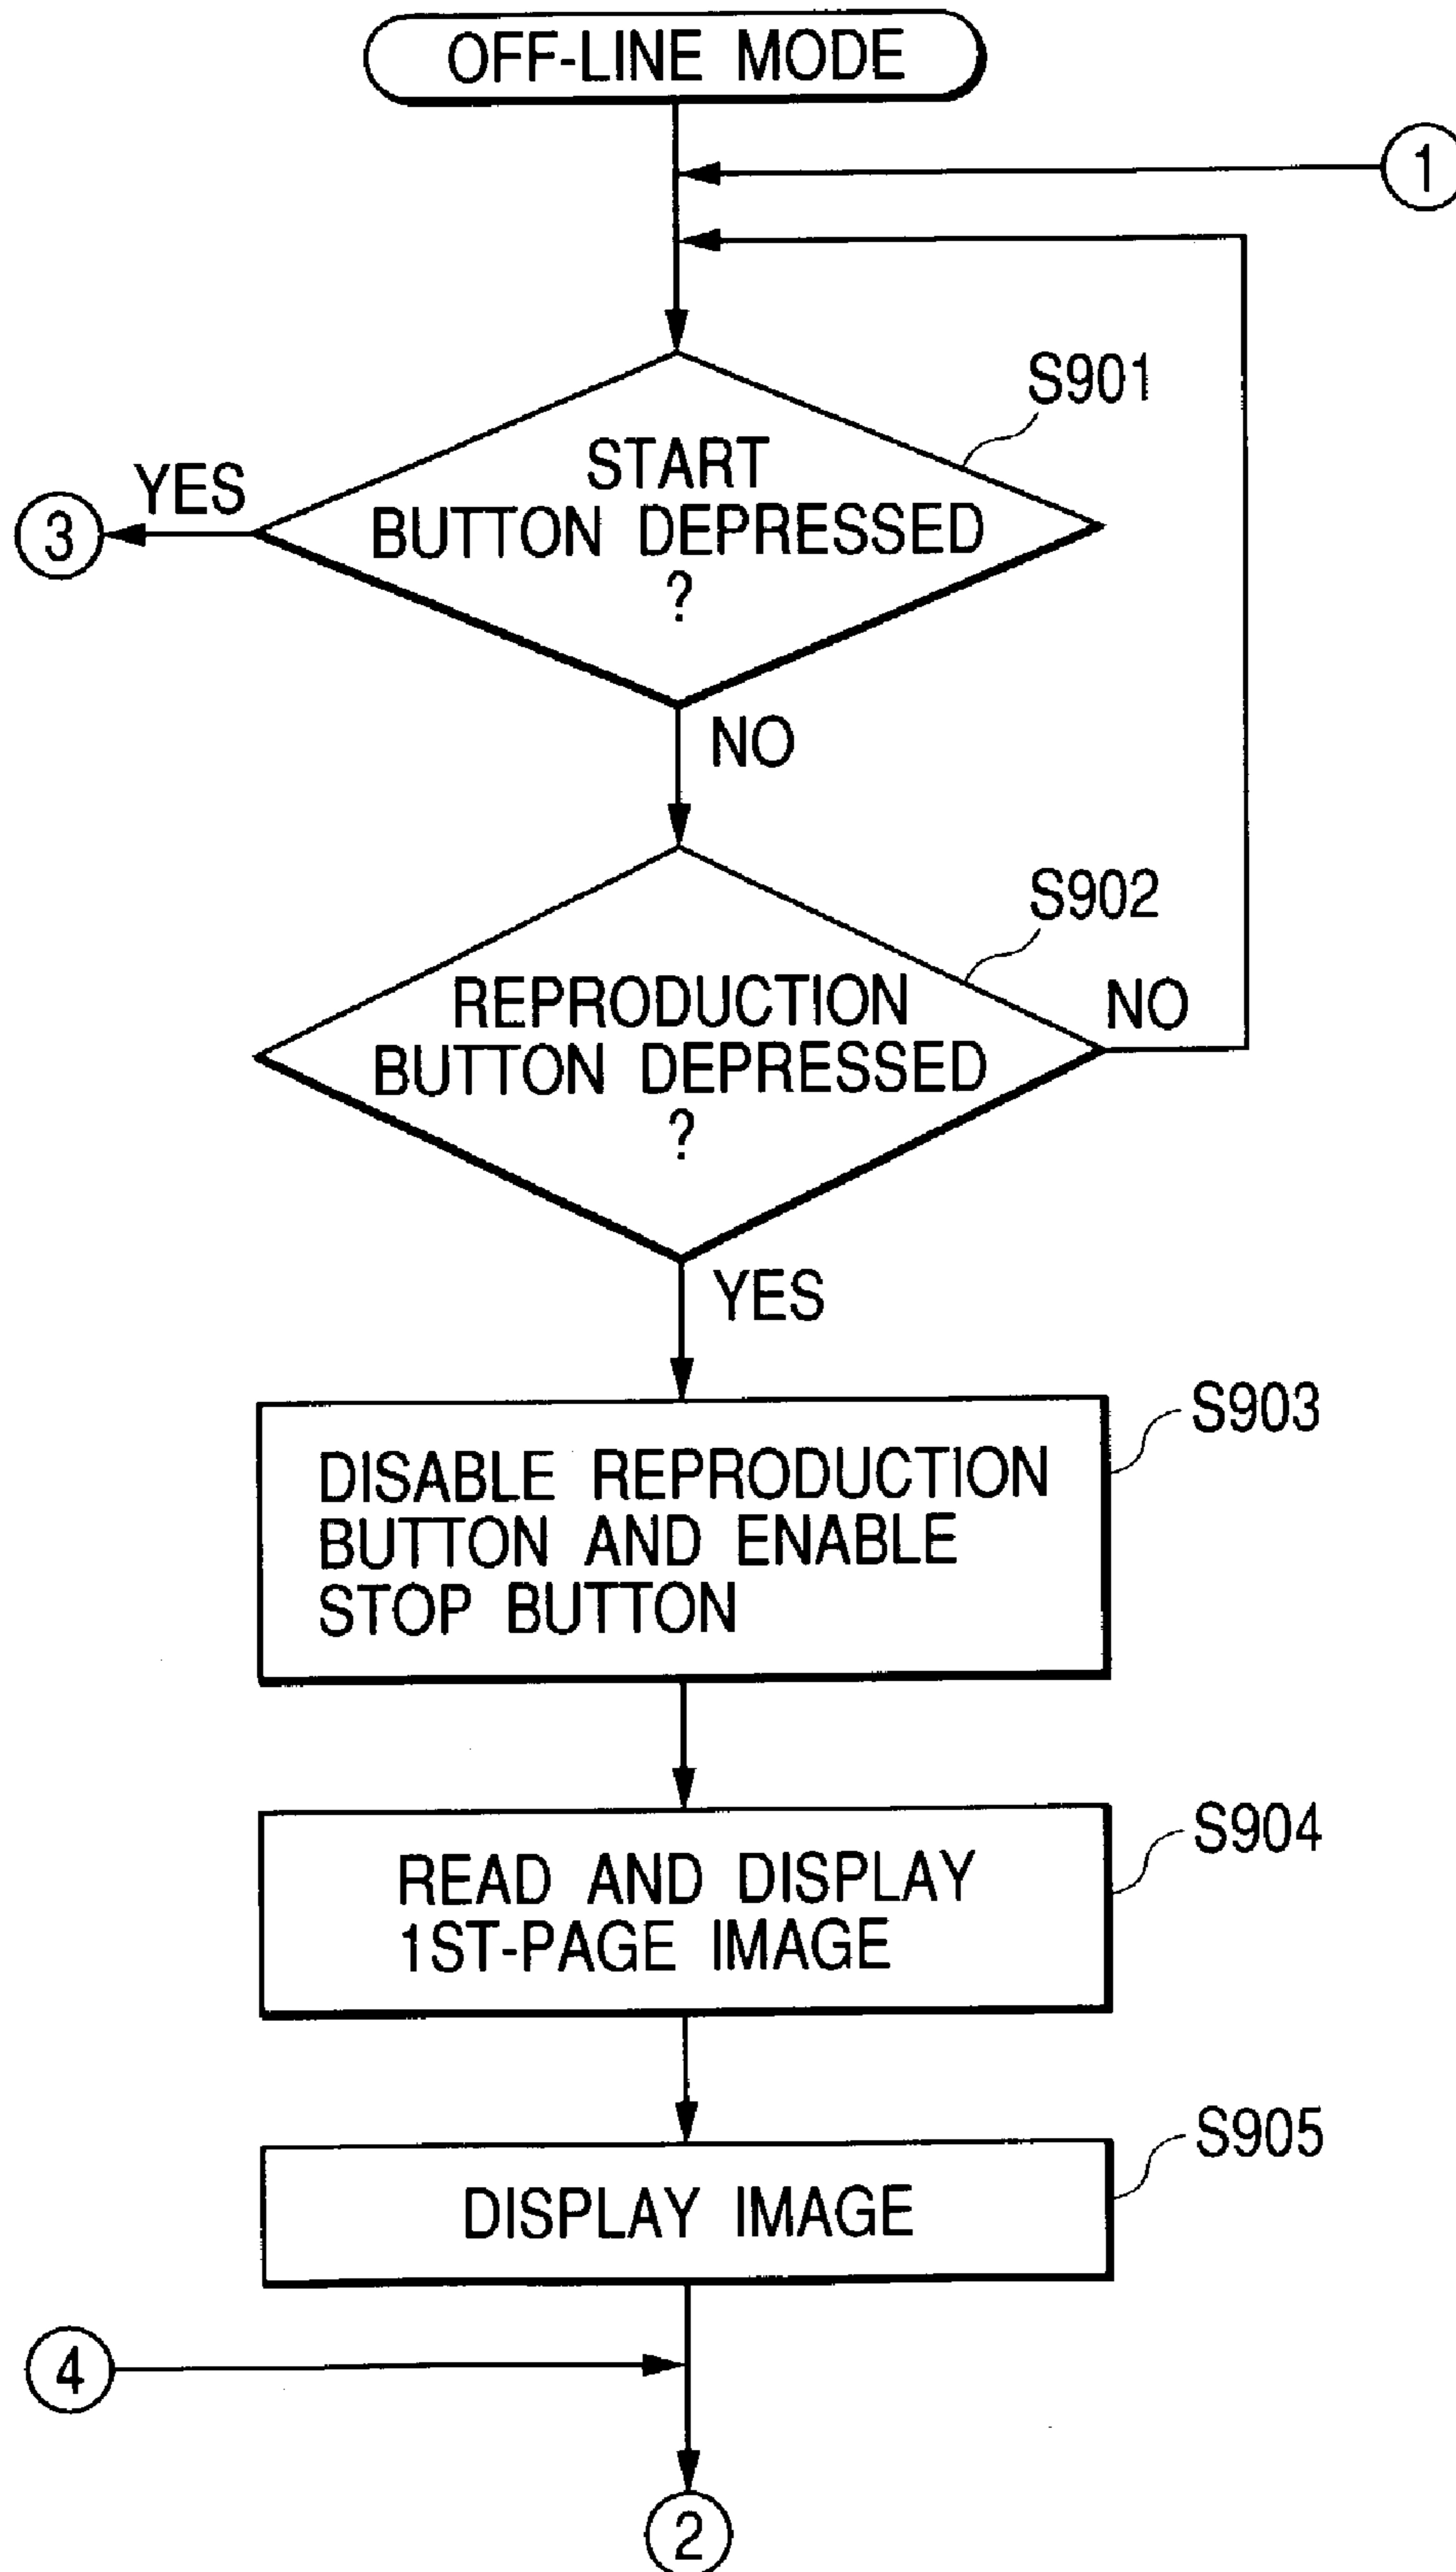 OFF-LINE MODE
1
S901
START
BUTTON DEPRESSED
?
YES
3
NO
S902
REPRODUCTION
BUTTON DEPRESSED
?
NO
YES
S903
DISABLE REPRODUCTION
BUTTON AND ENABLE
STOP BUTTON
S904
READ AND DISPLAY
1ST-PAGE IMAGE
S905
DISPLAY IMAGE
4
2